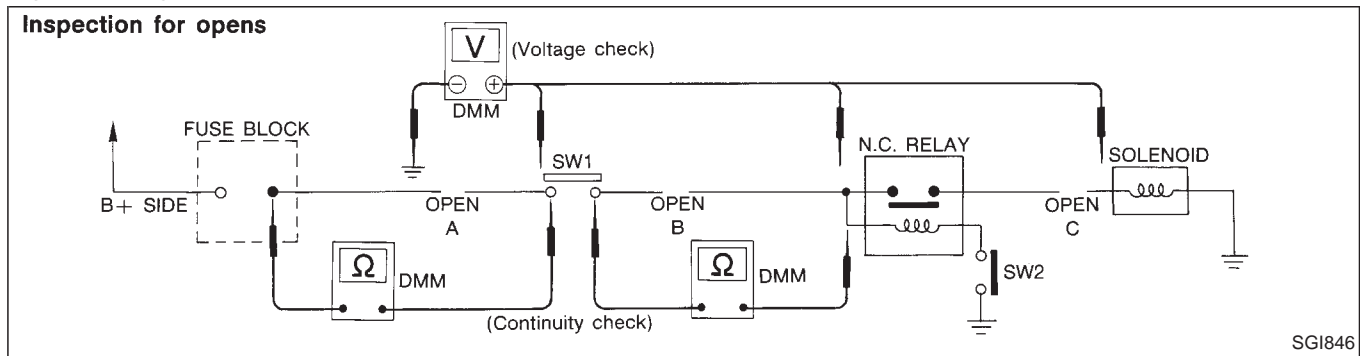 Inspection for opens
V
(Voltage check)
− +
DMM
FUSE BLOCK
N.C. RELAY
SW1
SOLENOID
B+ SIDE
OPEN
A
OPEN
B
OPEN
C
Ω
DMM
Ω
DMM
SW2
(Continuity check)
SGI846